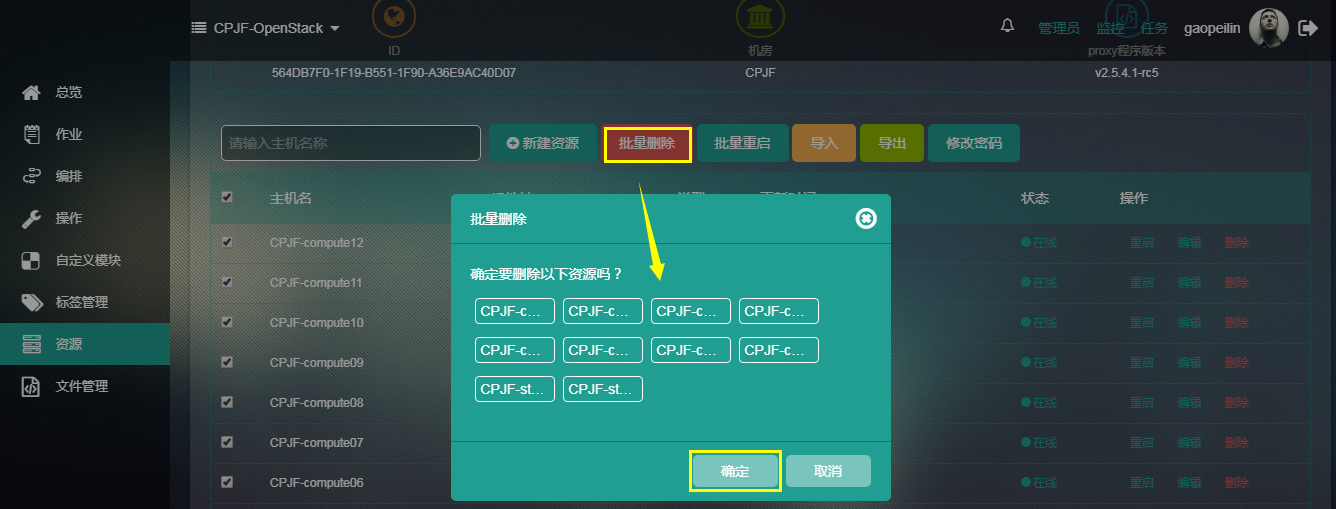 CPJF-OpenStack
管理员 监控 任务 gaopeilin
ID 机房 proxy程序版本
564DB7F0-1F19-B551-1F90-A36E9AC40D07 CPJF v2.5.4.1-rc5
总览
作业
编排
操作
自定义模块
标签管理
资源
文件管理
请输入主机名称 新建资源 批量删除 批量重启 导入 导出 修改密码
主机名 状态 操作
CPJF-compute12 在线 重启 编辑 删除
CPJF-compute11 在线 重启 编辑 删除
CPJF-compute10 在线 重启 编辑 删除
CPJF-compute09 在线 重启 编辑 删除
CPJF-compute08 在线 重启 编辑 删除
CPJF-compute07 在线 重启 编辑 删除
CPJF-compute06 在线 重启 编辑 删除
批量删除
确定要删除以下资源吗？
CPJF-c... CPJF-c... CPJF-c... CPJF-c...
CPJF-c... CPJF-c... CPJF-c... CPJF-c...
CPJF-st... CPJF-st...
确定 取消